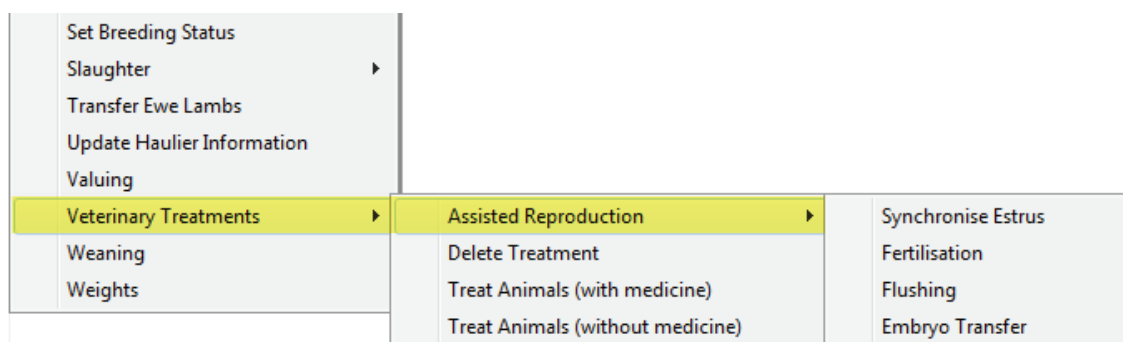 Set Breeding Status
Slaughter
Transfer Ewe Lambs
Update Haulier Information
Valuing
Veterinary Treatments
Weaning
Weights
Assisted Reproduction
Delete Treatment
Treat Animals (with medicine)
Treat Animals (without medicine)
Synchronise Estrus
Fertilisation
Flushing
Embryo Transfer